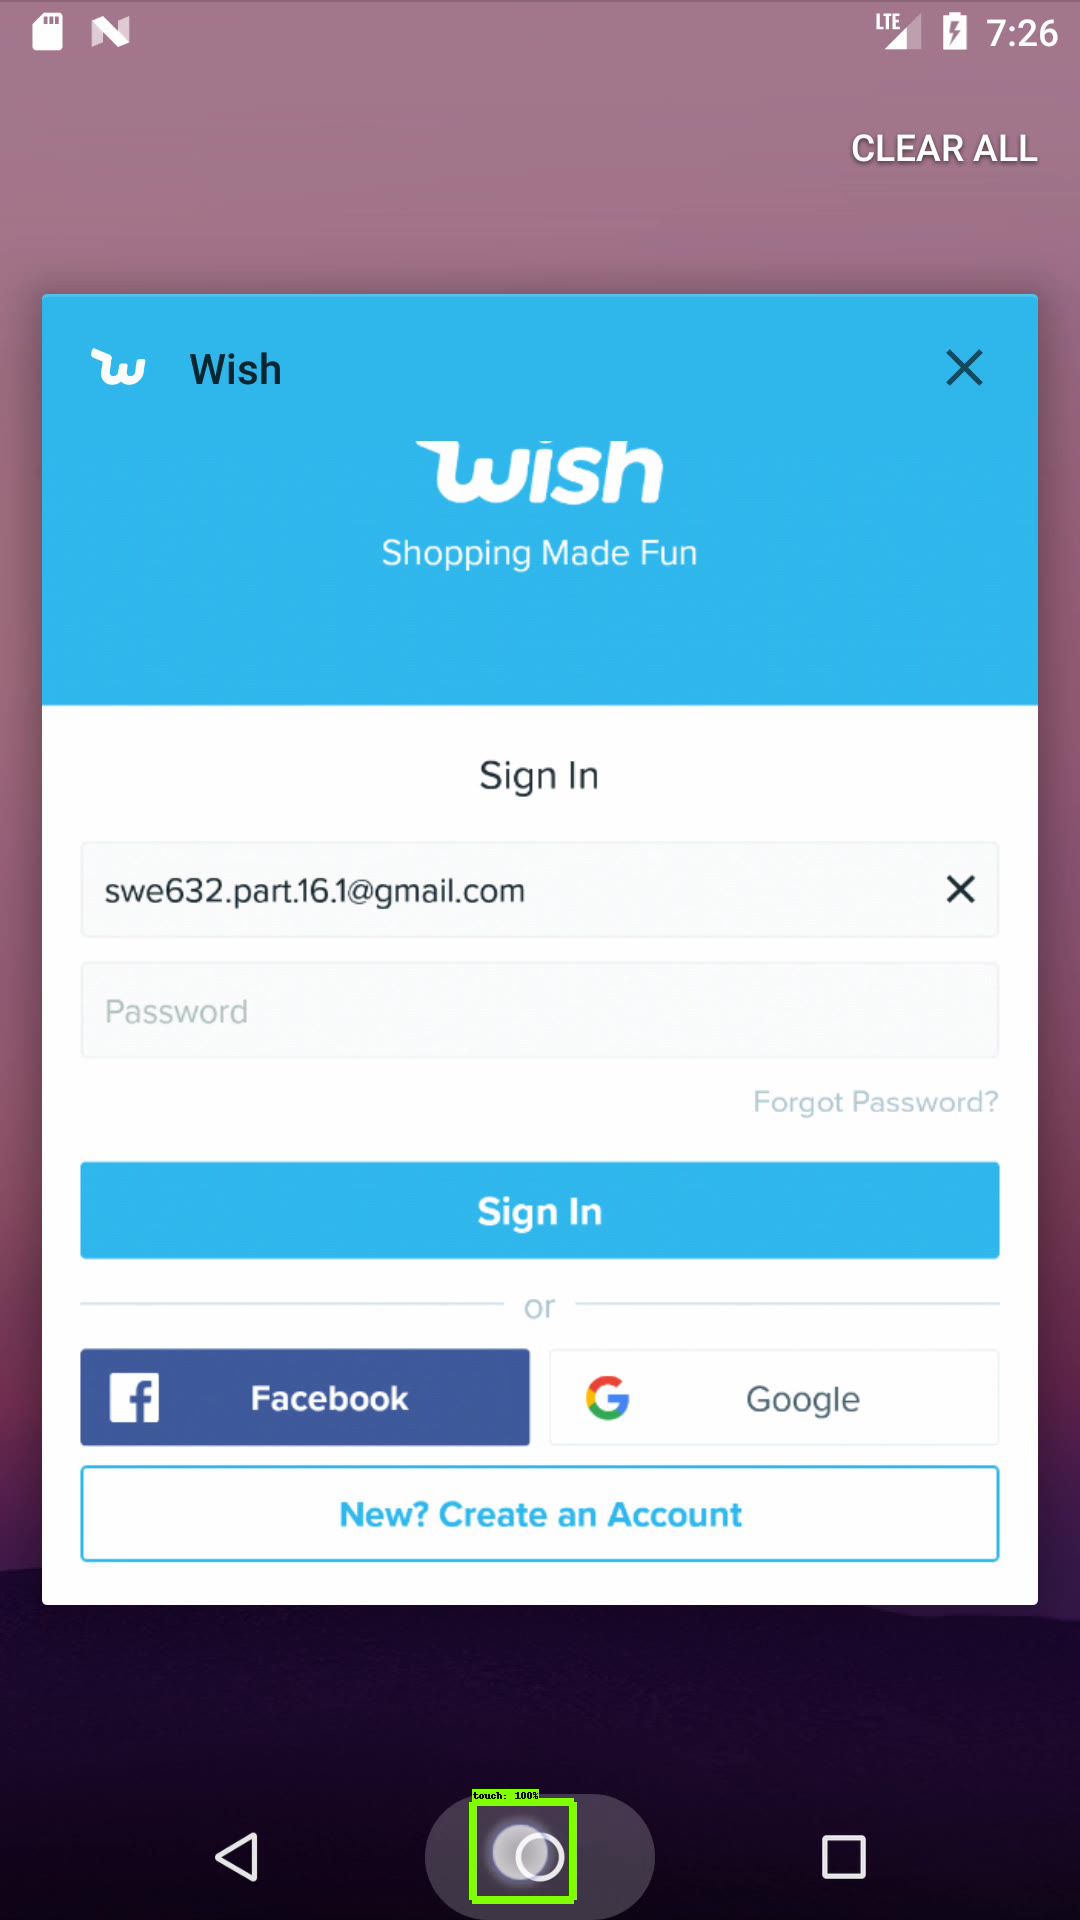 LTE 7:26
CLEAR ALL
Wish
wish
Shopping Made Fun
Sign In
swe632.part.16.1@gmail.com
Password
Forgot Password?
Sign In
or
Facebook
Google
New? Create an Account
touch: 100%